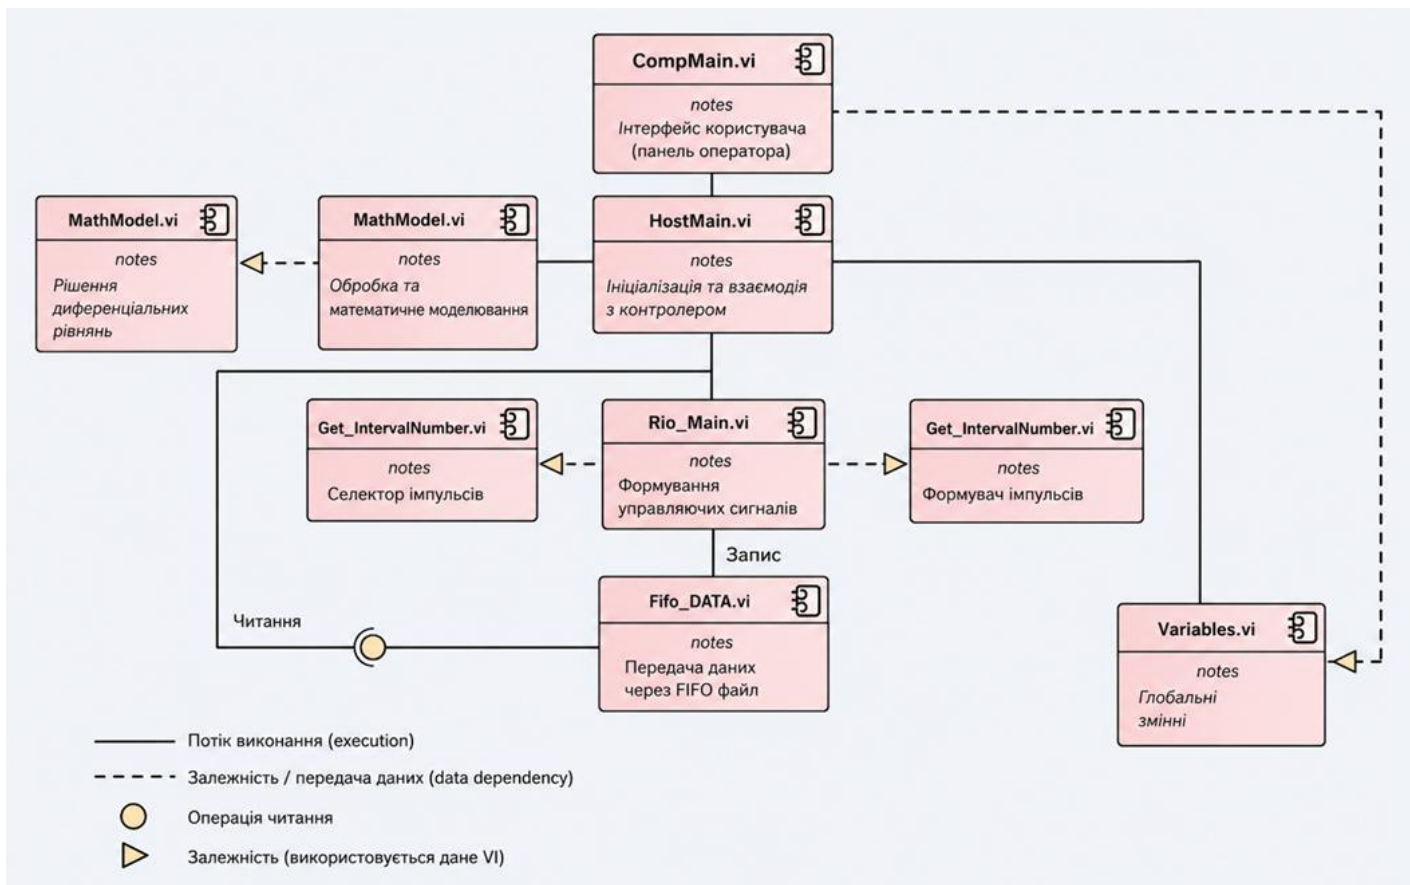 CompMain.vi
notes
Інтерфейс користувача
(панель оператора)
MathModel.vi
notes
Рішення
диференціальних
рівнянь
MathModel.vi
notes
Обробка та
математичне моделювання
HostMain.vi
notes
Ініціалізація та взаємодія
з контролером
Get_IntervalNumber.vi
notes
Селектор імпульсів
Rio_Main.vi
notes
Формування
управляючих сигналів
Get_IntervalNumber.vi
notes
Формувач імпульсів
Запис
Fifo_DATA.vi
notes
Передача даних
через FIFO файл
Читання
Variables.vi
notes
Глобальні
змінні
Потік виконання (execution)
Залежність / передача даних (data dependency)
Операція читання
Залежність (використовується дане VI)